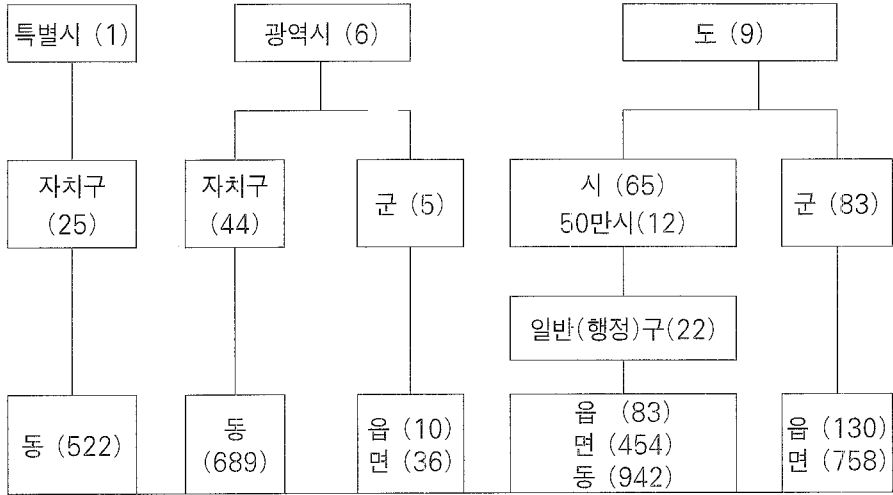 특별시 (1)
광역시 (6)
도 (9)
자치구
(25)
자치구
(44)
군 (5)
시 (65)
50만시(12)
군 (83)
일반(행정)구(22)
동 (522)
동
(689)
읍 (10)
면 (36)
읍 (83)
면 (454)
동 (942)
읍 (130)
면 (758)